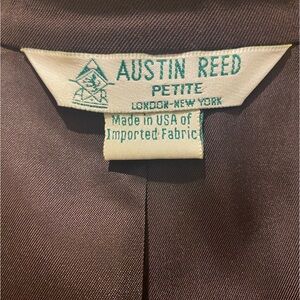 AUSTIN REED
PETITE
LONDON-NEW YORK
A R
Made in USA of
Imported Fabric